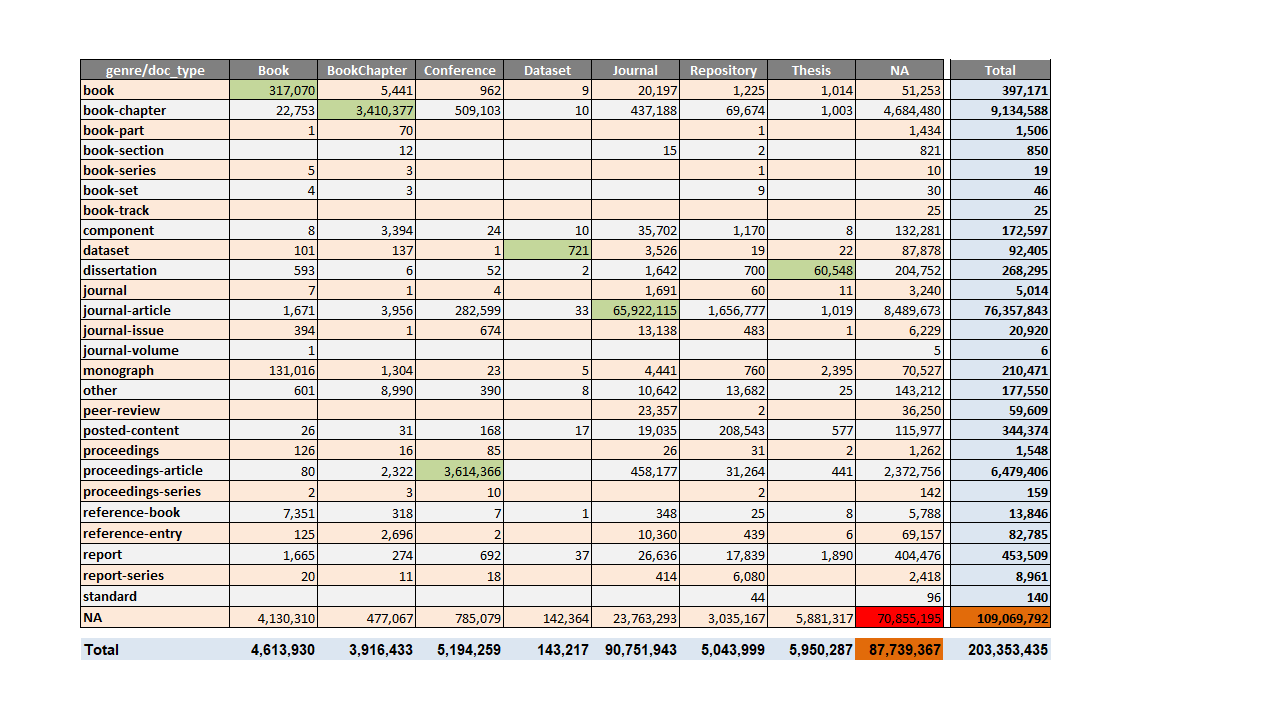 genre/doc_type Book BookChapter Conference Dataset Journal Repository Thesis NA Total
book 317,070 5,441 962 9 20,197 1,225 1,014 51,253 397,171
book-chapter 22,753 3,410,377 509,103 10 437,188 69,674 1,003 4,684,480 9,134,588
book-part 1 70 1 1,434 1,506
book-section 12 15 2 821 850
book-series 5 3 1 10 19
book-set 4 3 9 30 46
book-track 25 25
component 8 3,394 24 10 35,702 1,170 8 132,281 172,597
dataset 101 137 1 721 3,526 19 22 87,878 92,405
dissertation 593 6 52 2 1,642 700 60,548 204,752 268,295
journal 7 1 4 1,691 60 11 3,240 5,014
journal-article 1,671 3,956 282,599 33 65,922,115 1,656,777 1,019 8,489,673 76,357,843
journal-issue 394 1 674 13,138 483 1 6,229 20,920
journal-volume 1 5 6
monograph 131,016 1,304 23 5 4,441 760 2,395 70,527 210,471
other 601 8,990 390 8 10,642 13,682 25 143,212 177,550
peer-review 23,357 2 36,250 59,609
posted-content 26 31 168 17 19,035 208,543 577 115,977 344,374
proceedings 126 16 85 26 31 2 1,262 1,548
proceedings-article 80 2,322 3,614,366 458,177 31,264 441 2,372,756 6,479,406
proceedings-series 2 3 10 2 142 159
reference-book 7,351 318 7 1 348 25 8 5,788 13,846
reference-entry 125 2,696 2 10,360 439 6 69,157 82,785
report 1,665 274 692 37 26,636 17,839 1,890 404,476 453,509
report-series 20 11 18 414 6,080 2,418 8,961
standard 44 96 140
NA 4,130,310 477,067 785,079 142,364 23,763,293 3,035,167 5,881,317 70,855,195 109,069,792
Total 4,613,930 3,916,433 5,194,259 143,217 90,751,943 5,043,999 5,950,287 87,739,367 203,353,435